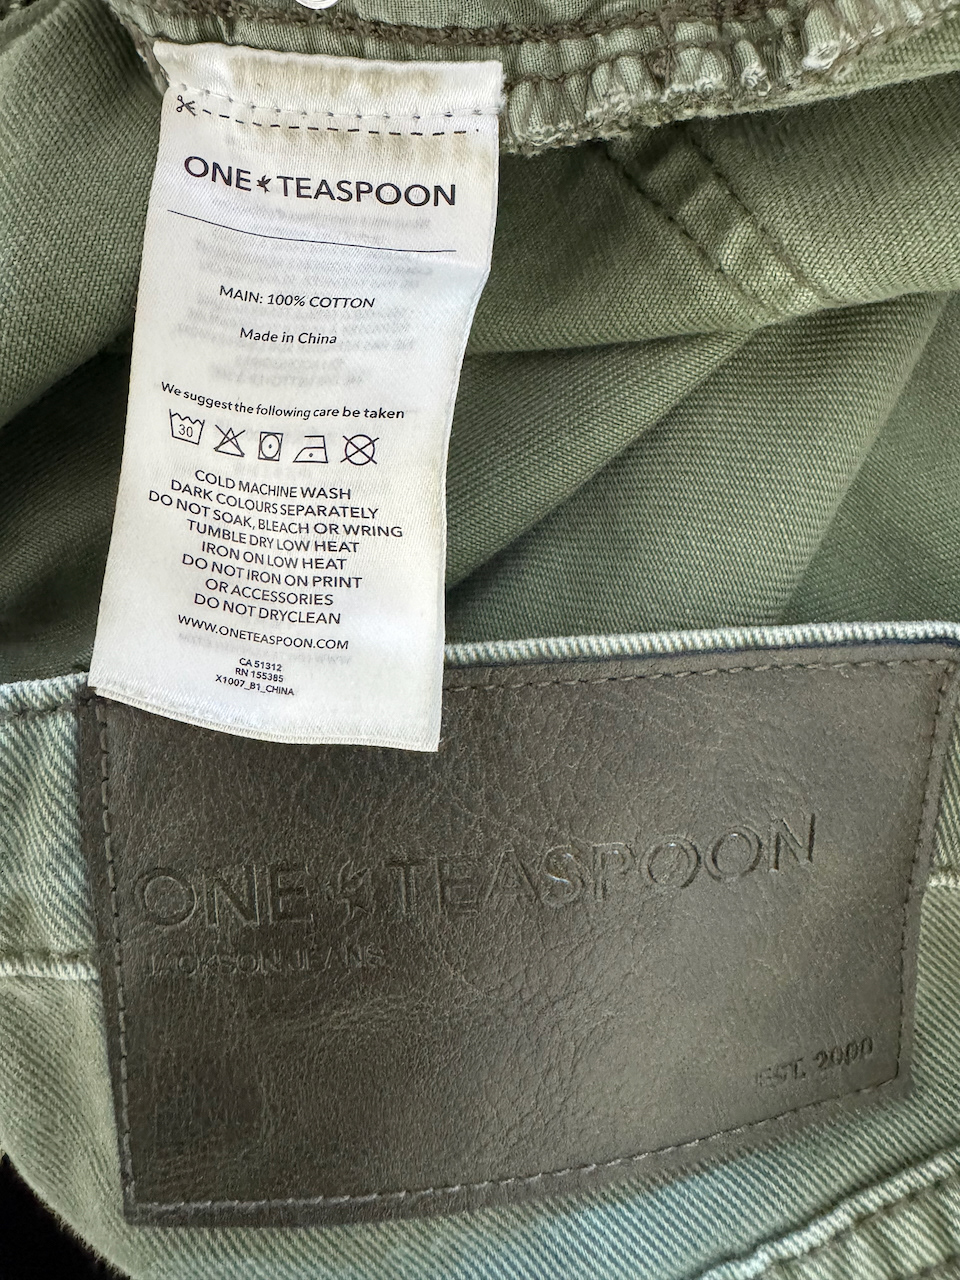 ONE TEASPOON
MAIN: 100% COTTON
Made in China
We suggest the following care be taken
30
COLD MACHINE WASH
DARK COLOURS SEPARATELY
DO NOT SOAK, BLEACH OR WRING
TUMBLE DRY LOW HEAT
IRON ON LOW HEAT
DO NOT IRON ON PRINT
OR ACCESSORIES
DO NOT DRYCLEAN
WWW.ONETEASPOON.COM
CA 51312
RN 155385
X1007_B1_CHINA
ONE TEASPOON
JACKSON JEANS
EST. 2000